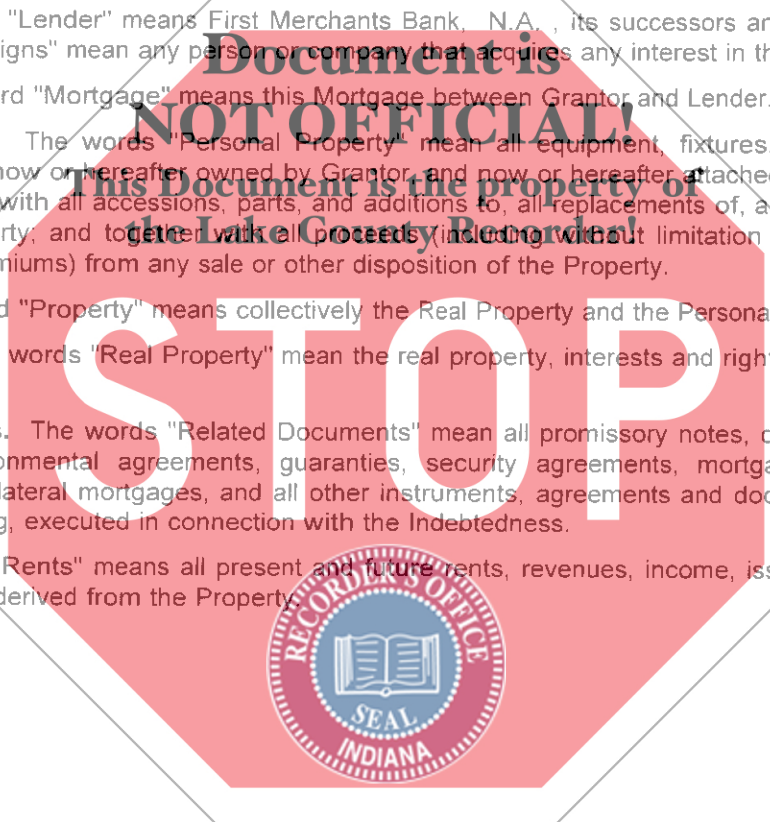 "Lender" means First Merchants Bank, N.A. , its successors an
igns" mean any person or company that acquires any interest in th
Document is
rd "Mortgage" means this Mortgage between Grantor and Lender.
NOT OFFICIAL!
The words "Personal Property" mean all equipment, fixtures
now or hereafter owned by Grantor, and now or hereafter attached
This Document is the property of
with all accessions, parts, and additions to, all replacements of, a
the Lake County Recorder!
rty; and together with all proceeds (including without limitation
miums) from any sale or other disposition of the Property.
d "Property" means collectively the Real Property and the Persona
words "Real Property" mean the real property, interests and righ
STOP
s. The words "Related Documents" mean all promissory notes, c
onmental agreements, guaranties, security agreements, mortga
lateral mortgages, and all other instruments, agreements and doc
g, executed in connection with the Indebtedness.
Rents" means all present and future rents, revenues, income, iss
derived from the Property.
RECORDER'S OFFICE
SEAL
INDIANA